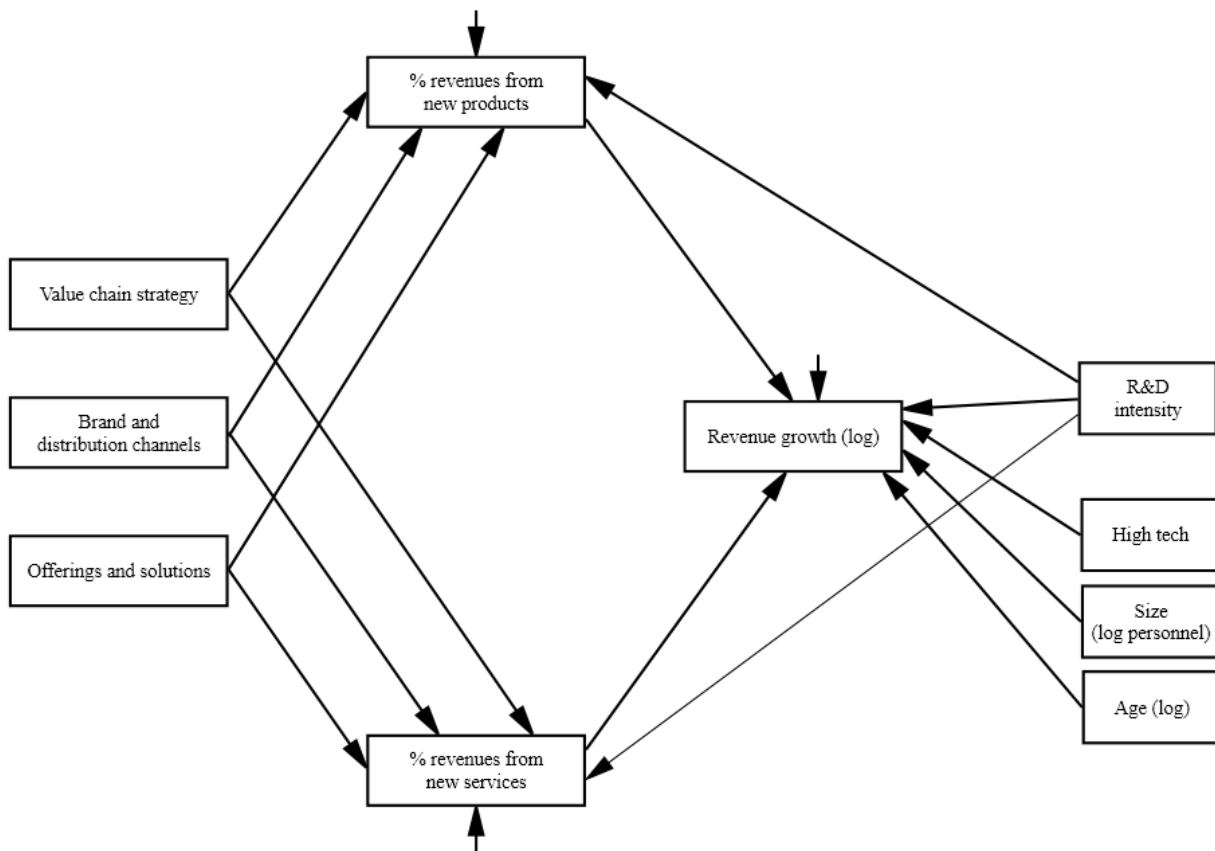 % revenues from
new products
Value chain strategy
Brand and
distribution channels
Offerings and solutions
Revenue growth (log)
R&D
intensity
High tech
Size
(log personnel)
Age (log)
% revenues from
new services